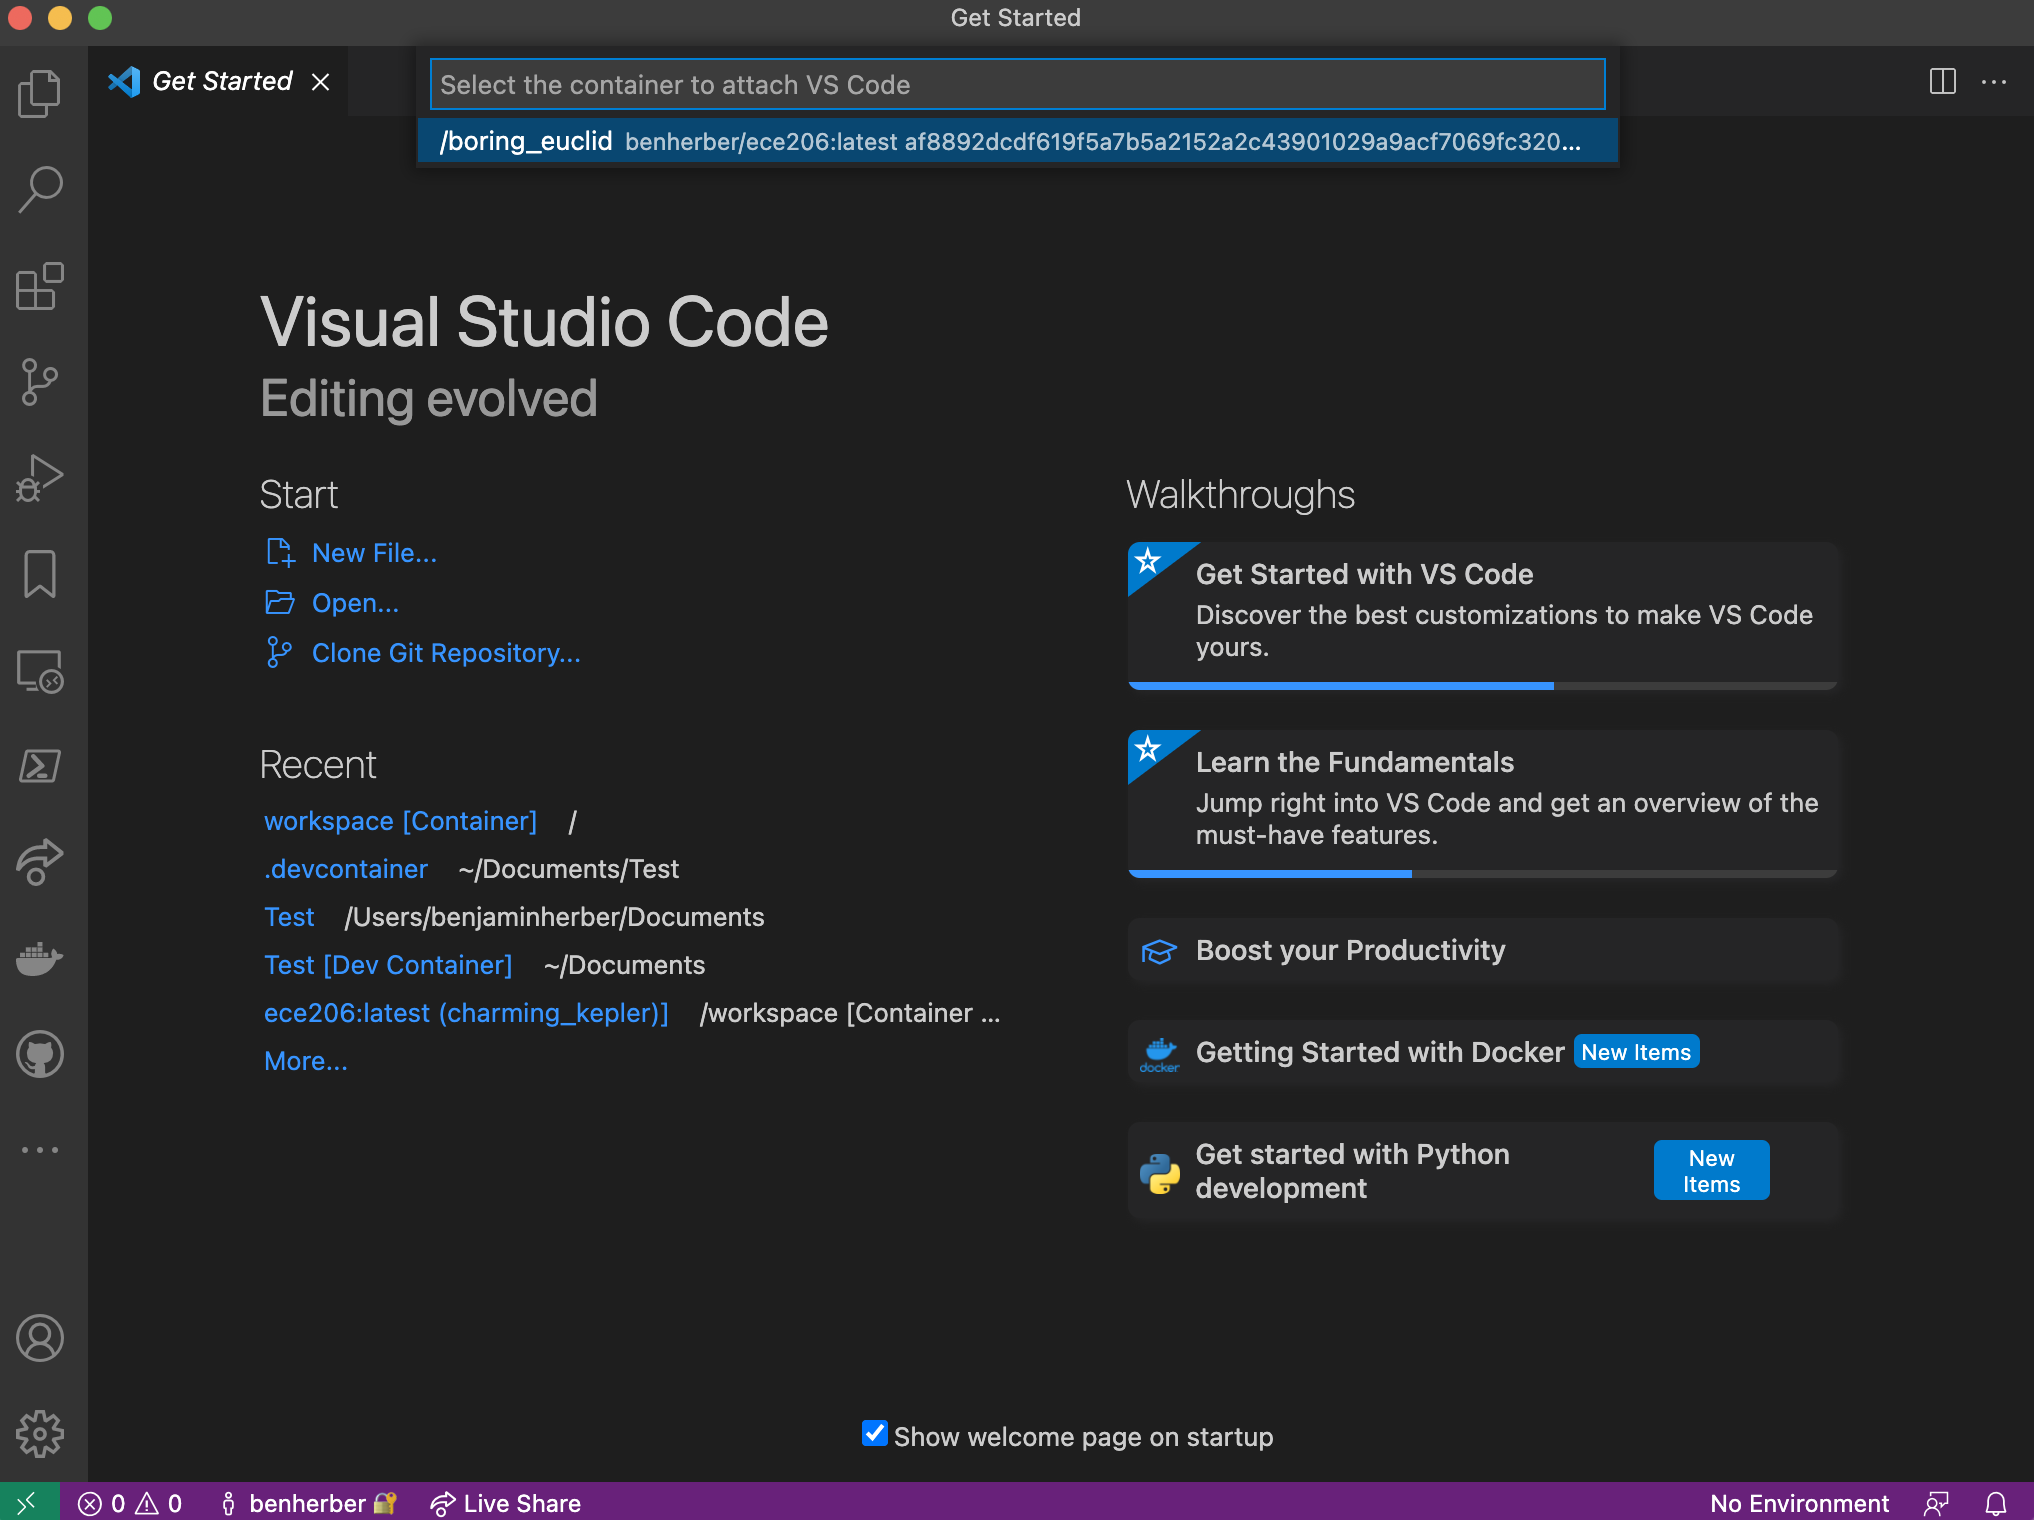 Get Started
Get Started
Select the container to attach VS Code
/boring_euclid benherber/ece206:latest af8892dcdf619f5a7b5a2152a2c43901029a9acf7069fc320...
Visual Studio Code
Editing evolved
Start
New File...
Open...
Clone Git Repository...
Recent
workspace [Container] /
.devcontainer ~/Documents/Test
Test /Users/benjaminherber/Documents
Test [Dev Container] ~/Documents
ece206:latest (charming_kepler)] /workspace [Container ...
More...
Walkthroughs
Get Started with VS Code
Discover the best customizations to make VS Code
yours.
Learn the Fundamentals
Jump right into VS Code and get an overview of the
must-have features.
Boost your Productivity
docker
Getting Started with Docker New Items
Get started with Python
development
New
Items
Show welcome page on startup
0 0 benherber Live Share No Environment